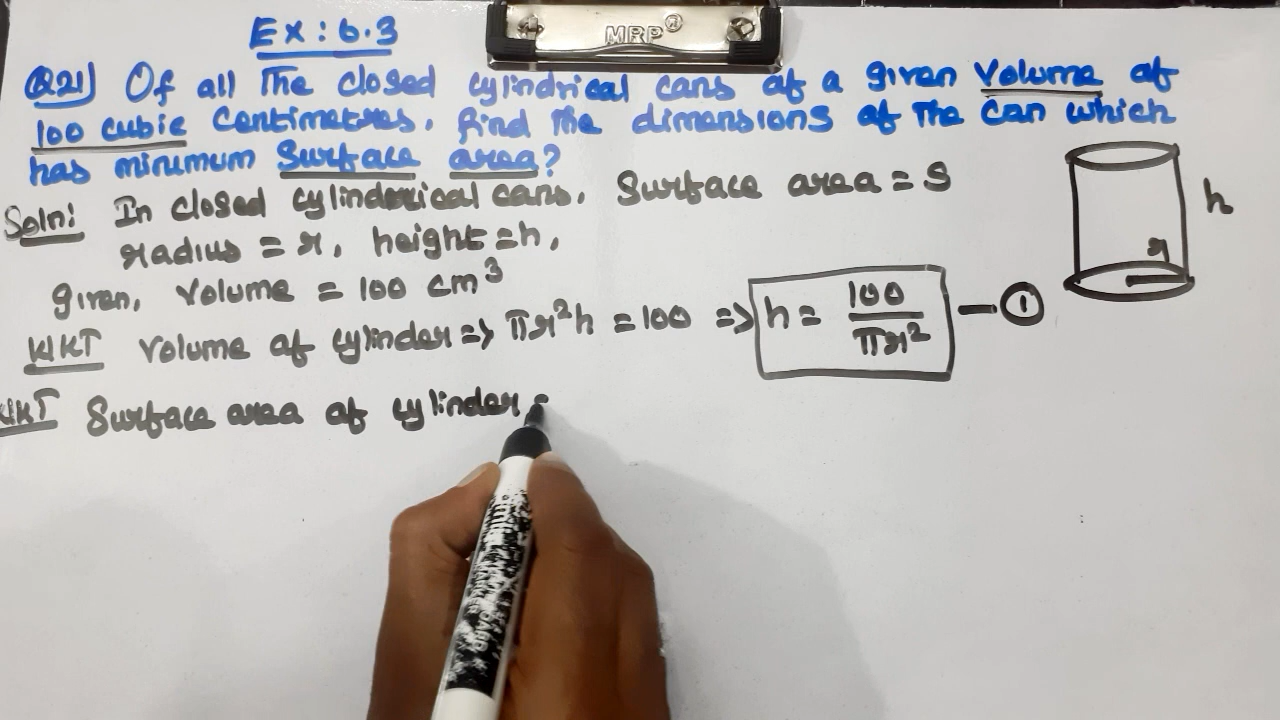 MRP®
Ex: 6.3
Q21) Of all The closed cylindrical cans of a given volume of
100 cubic Centimetres, find the dimensions of the can which
has minimum Surface area?
Soln: In closed cylinderical cans, Surface area = S
radius = r, height = h,
given, volume = 100 cm³
WKT volume of cylinder => πr²h = 100 => h = 100/πr² — ①
WKT Surface area of cylinder
h
r